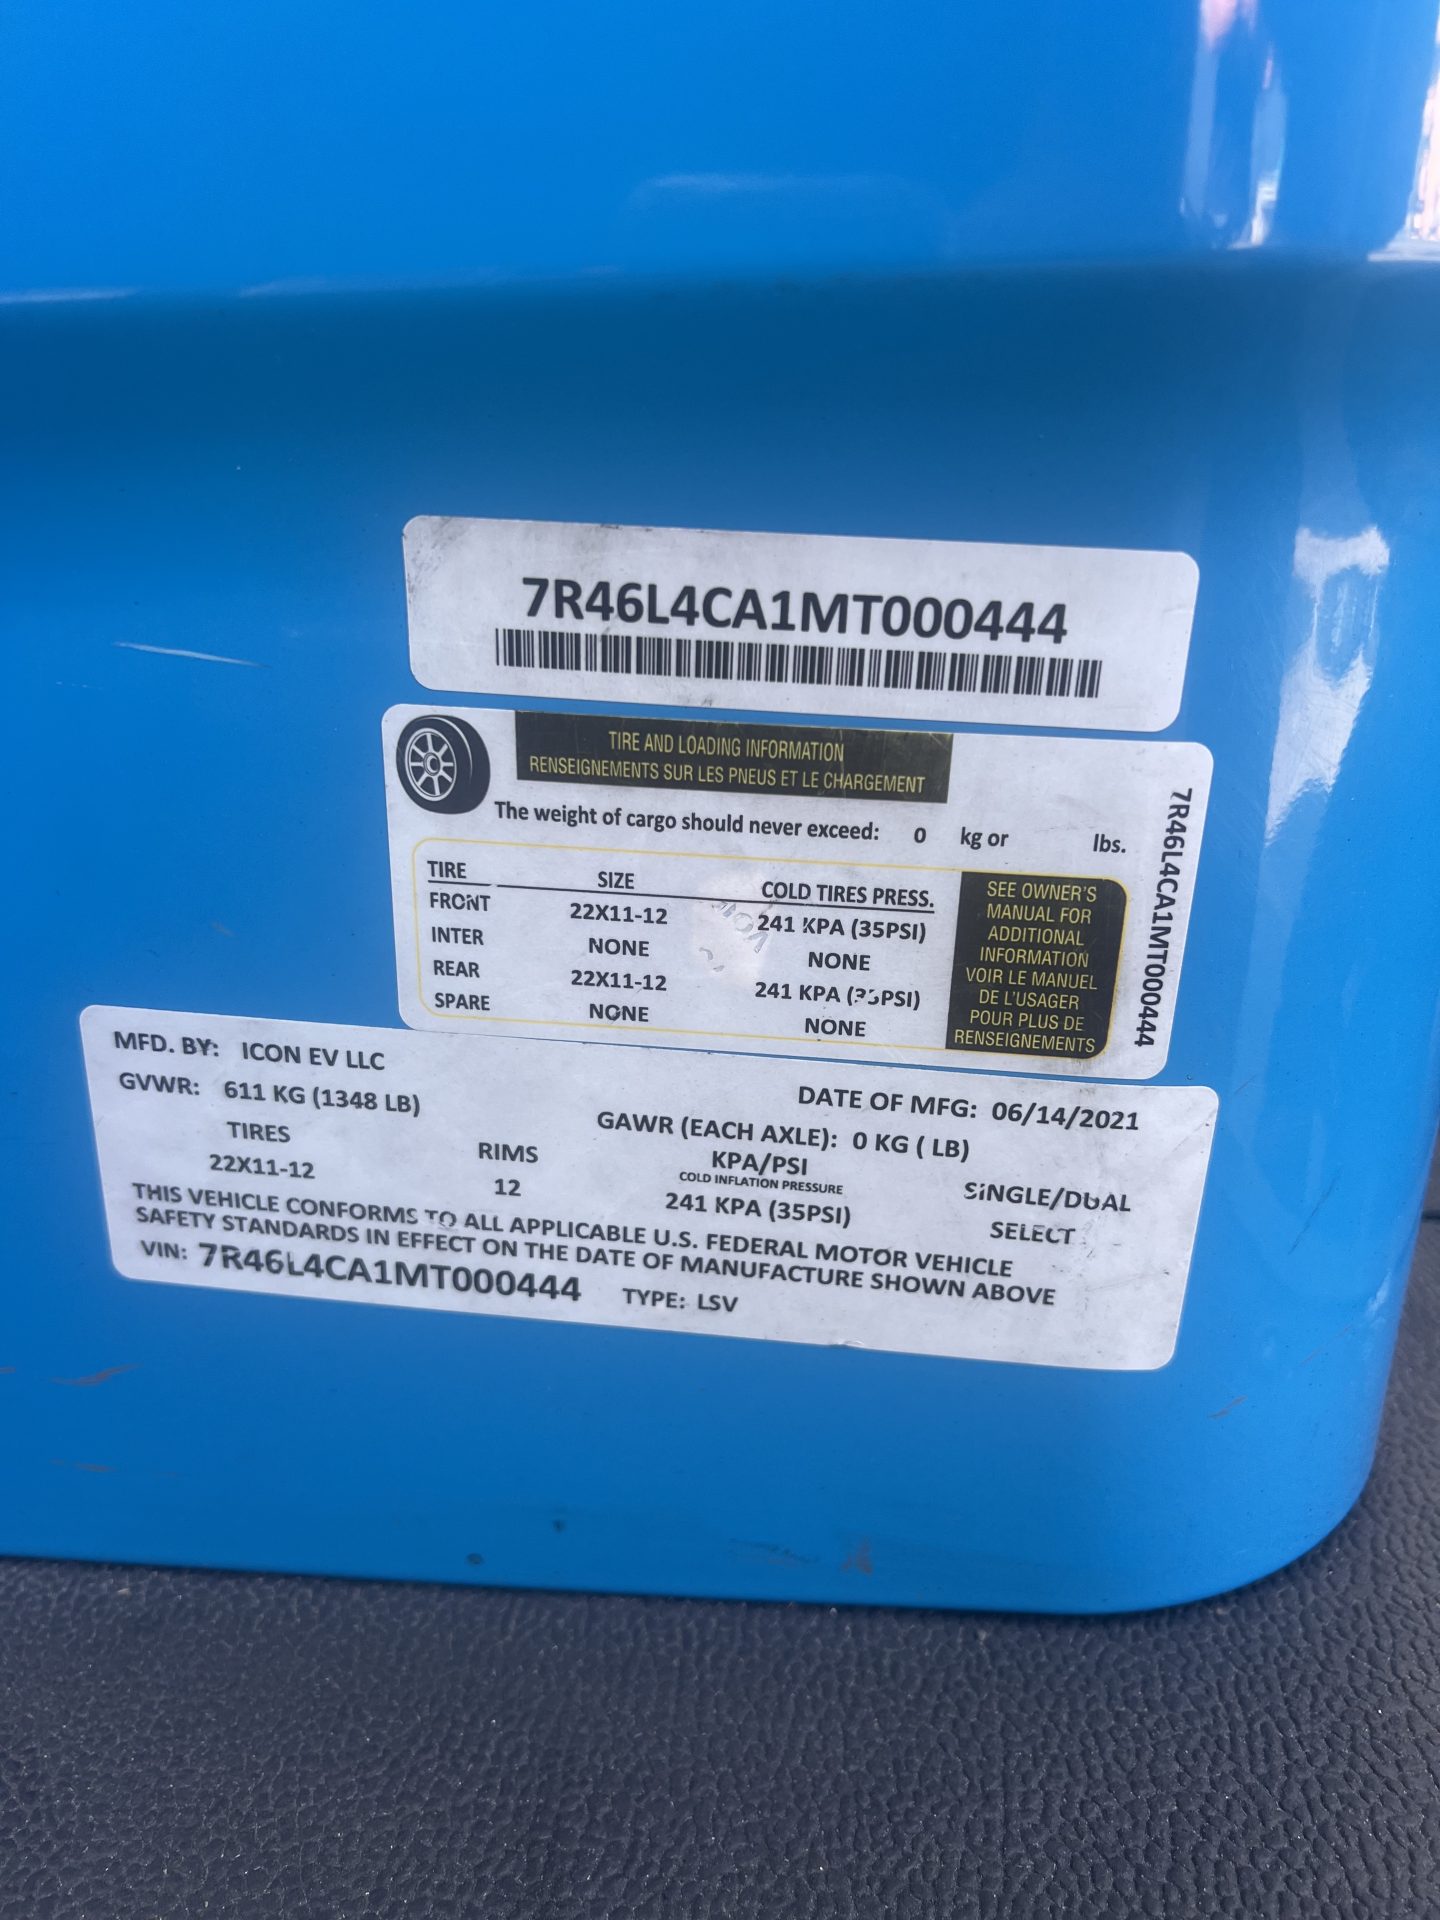 7R46L4CA1MT000444
TIRE AND LOADING INFORMATION
RENSEIGNEMENTS SUR LES PNEUS ET LE CHARGEMENT
The weight of cargo should never exceed: 0 kg or lbs.
TIRE SIZE COLD TIRES PRESS.
FRONT 22X11-12 241 KPA (35PSI)
INTER NONE NONE
REAR 22X11-12 241 KPA (35PSI)
SPARE NONE NONE
SEE OWNER'S
MANUAL FOR
ADDITIONAL
INFORMATION
VOIR LE MANUEL
DE L'USAGER
POUR PLUS DE
RENSEIGNEMENTS
7R46L4CA1MT000444
MFD. BY: ICON EV LLC DATE OF MFG: 06/14/2021
GVWR: 611 KG (1348 LB) GAWR (EACH AXLE): 0 KG ( LB)
TIRES RIMS KPA/PSI SINGLE/DUAL
COLD INFLATION PRESSURE
22X11-12 12 241 KPA (35PSI) SELECT
THIS VEHICLE CONFORMS TO ALL APPLICABLE U.S. FEDERAL MOTOR VEHICLE
SAFETY STANDARDS IN EFFECT ON THE DATE OF MANUFACTURE SHOWN ABOVE
VIN: 7R46L4CA1MT000444 TYPE: LSV